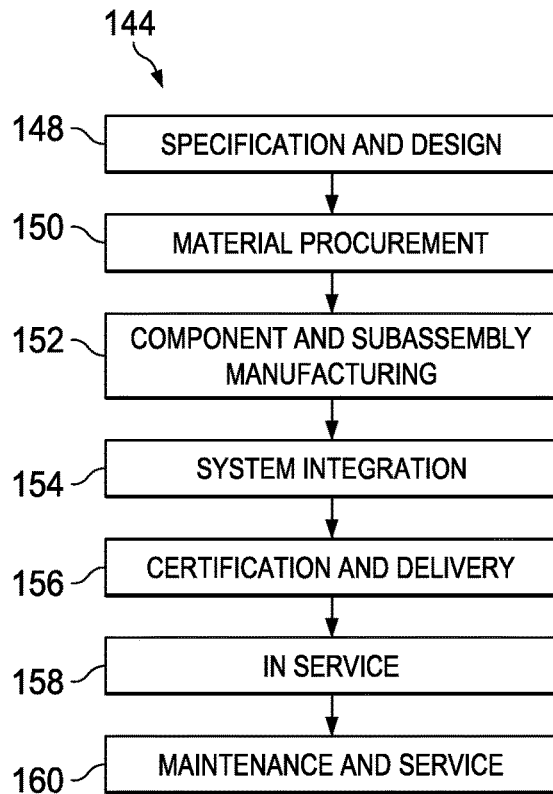 144
148
SPECIFICATION AND DESIGN
150
MATERIAL PROCUREMENT
152
COMPONENT AND SUBASSEMBLY
MANUFACTURING
154
SYSTEM INTEGRATION
156
CERTIFICATION AND DELIVERY
158
IN SERVICE
160
MAINTENANCE AND SERVICE